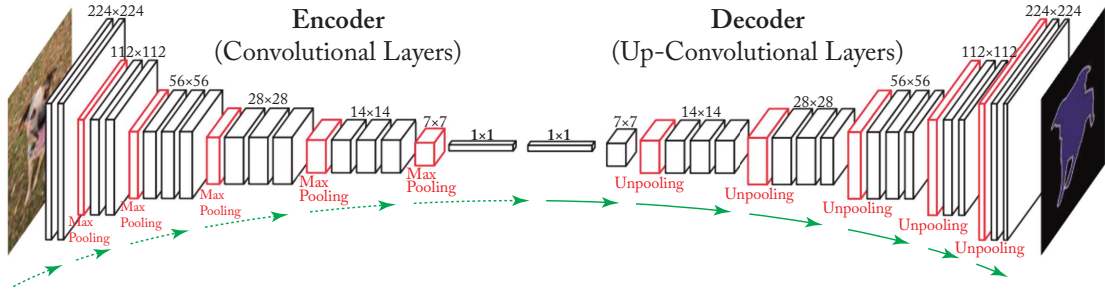 Encoder
(Convolutional Layers)
Decoder
(Up-Convolutional Layers)
224×224
112×112
56×56
28×28
14×14
7×7
1×1
1×1
7×7
14×14
28×28
56×56
112×112
224×224
Max
Pooling
Max
Pooling
Max
Pooling
Max
Pooling
Max
Pooling
Unpooling
Unpooling
Unpooling
Unpooling
Unpooling